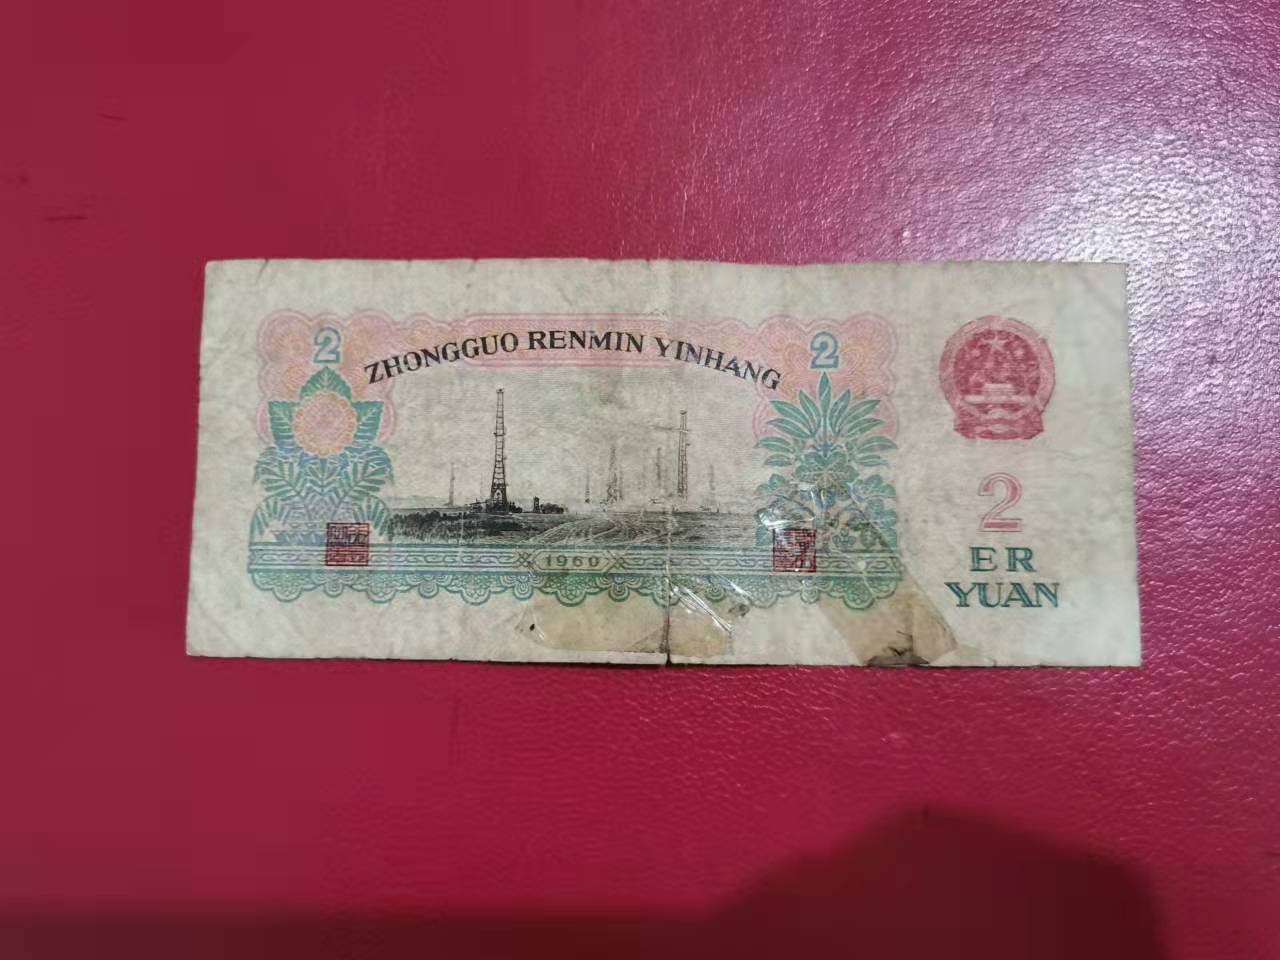 2
2
ZHONGGUO RENMIN YINHANG
1960
2
ER
YUAN